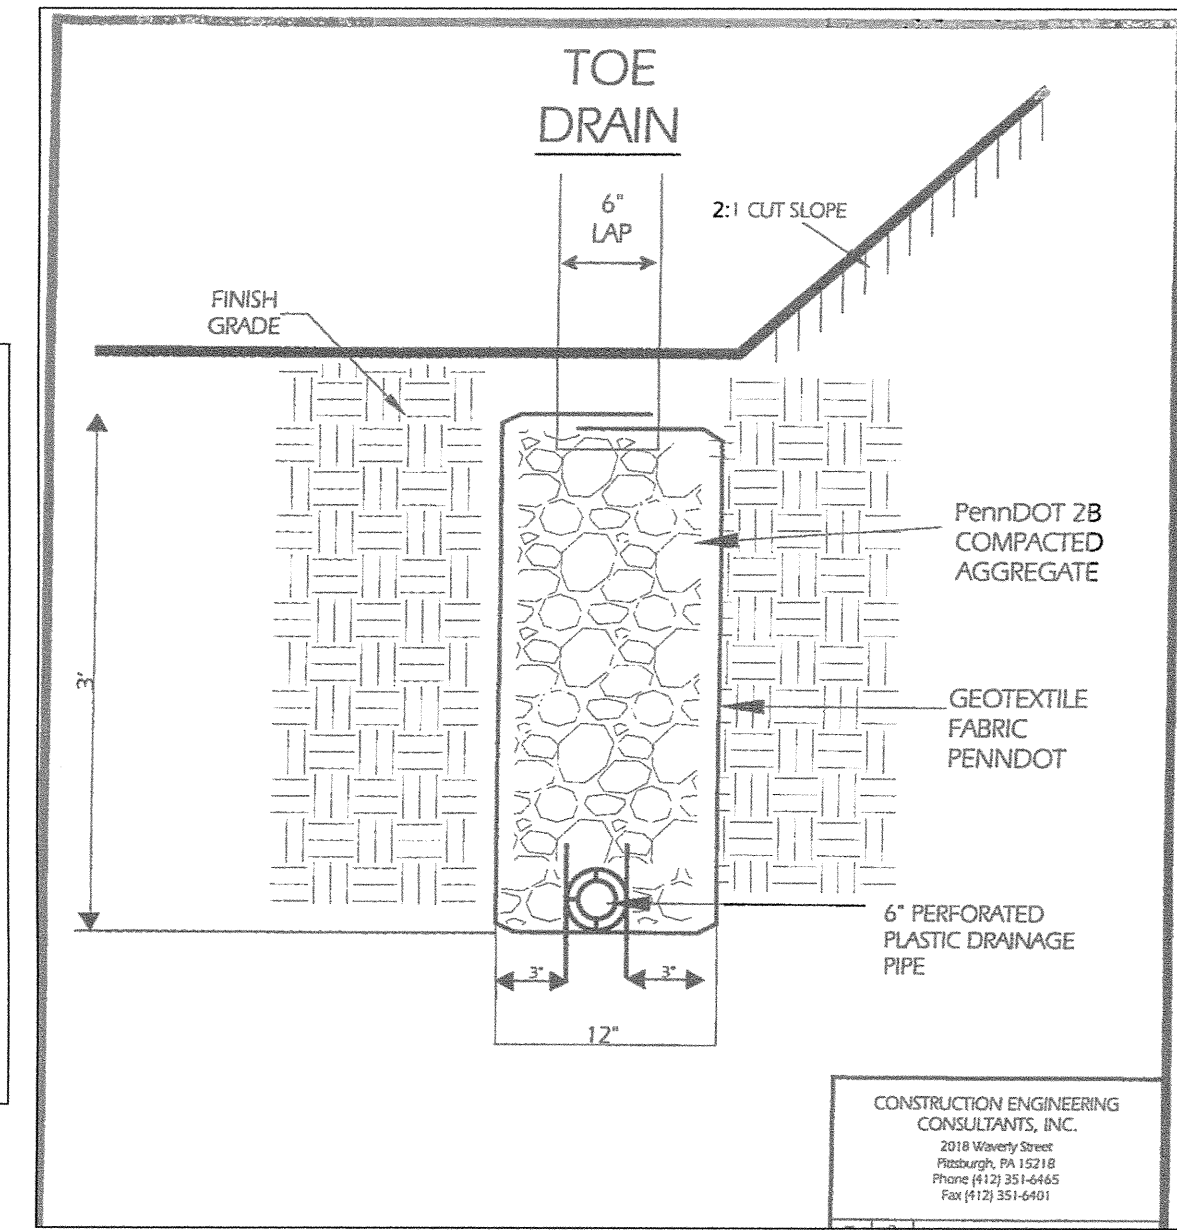 TOE
DRAIN
6"
LAP
2:1 CUT SLOPE
FINISH
GRADE
PennDOT 2B
COMPACTED
AGGREGATE
3'
GEOTEXTILE
FABRIC
PENNDOT
6" PERFORATED
PLASTIC DRAINAGE
PIPE
3"
3"
12"
CONSTRUCTION ENGINEERING
CONSULTANTS, INC.
2018 Waverly Street
Pittsburgh, PA 15218
Phone (412) 351-6465
Fax (412) 351-6401